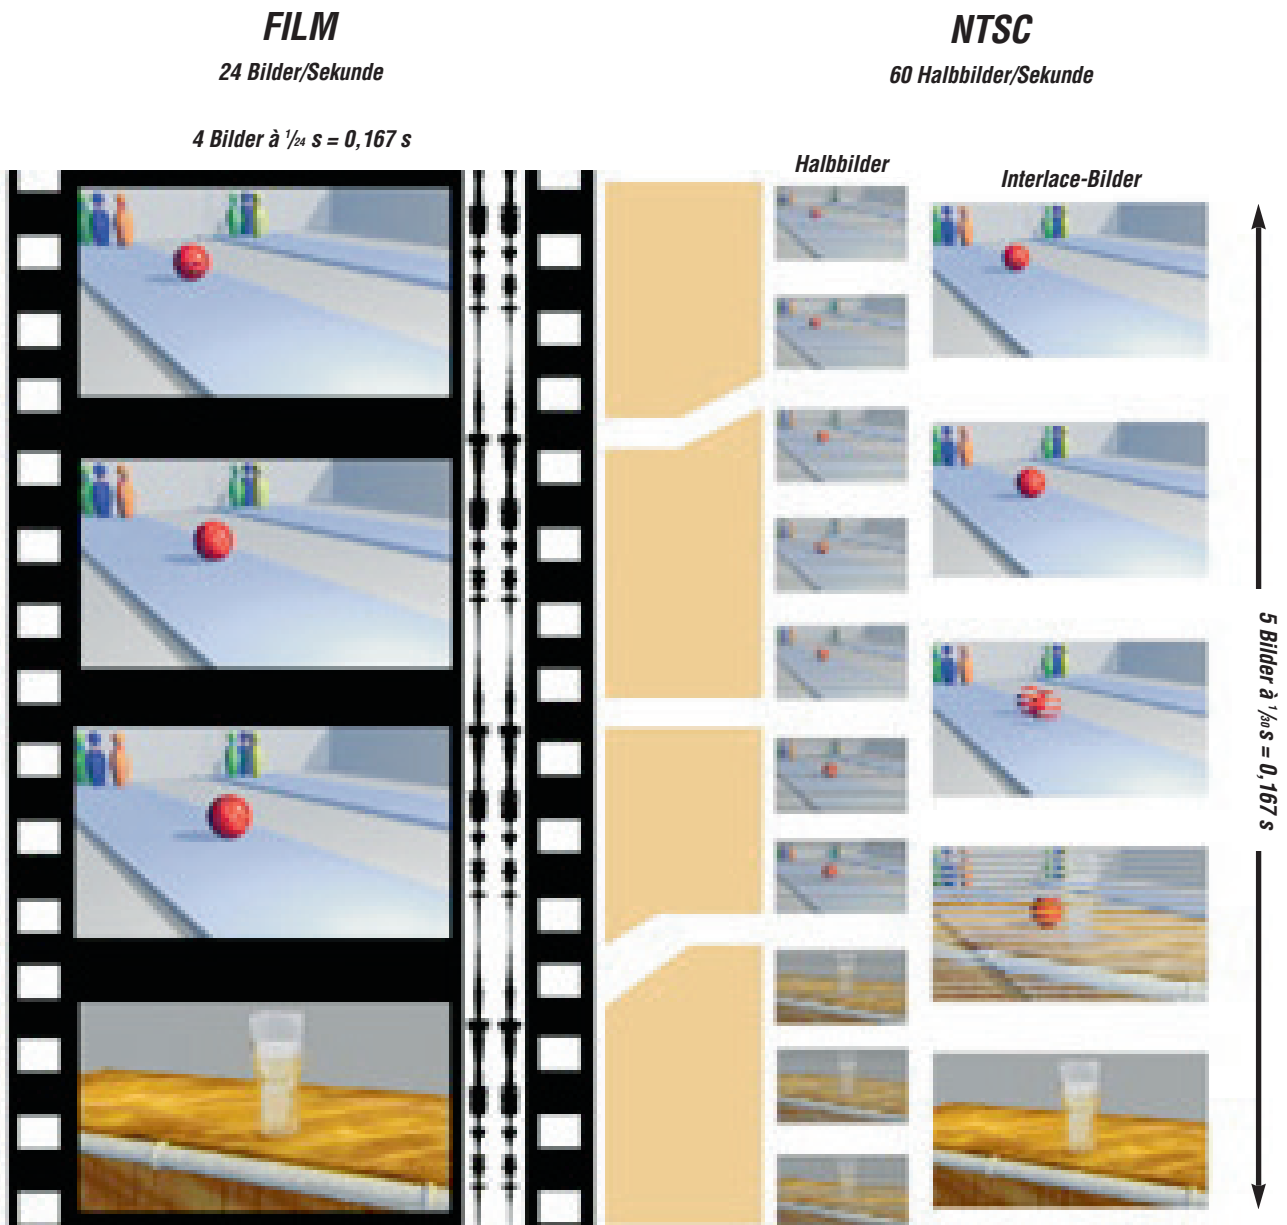 FILM
24 Bilder/Sekunde
4 Bilder à 1/24 s = 0,167 s
NTSC
60 Halbbilder/Sekunde
Halbbilder
Interlace-Bilder
5 Bilder à 1/30 s = 0,167 s